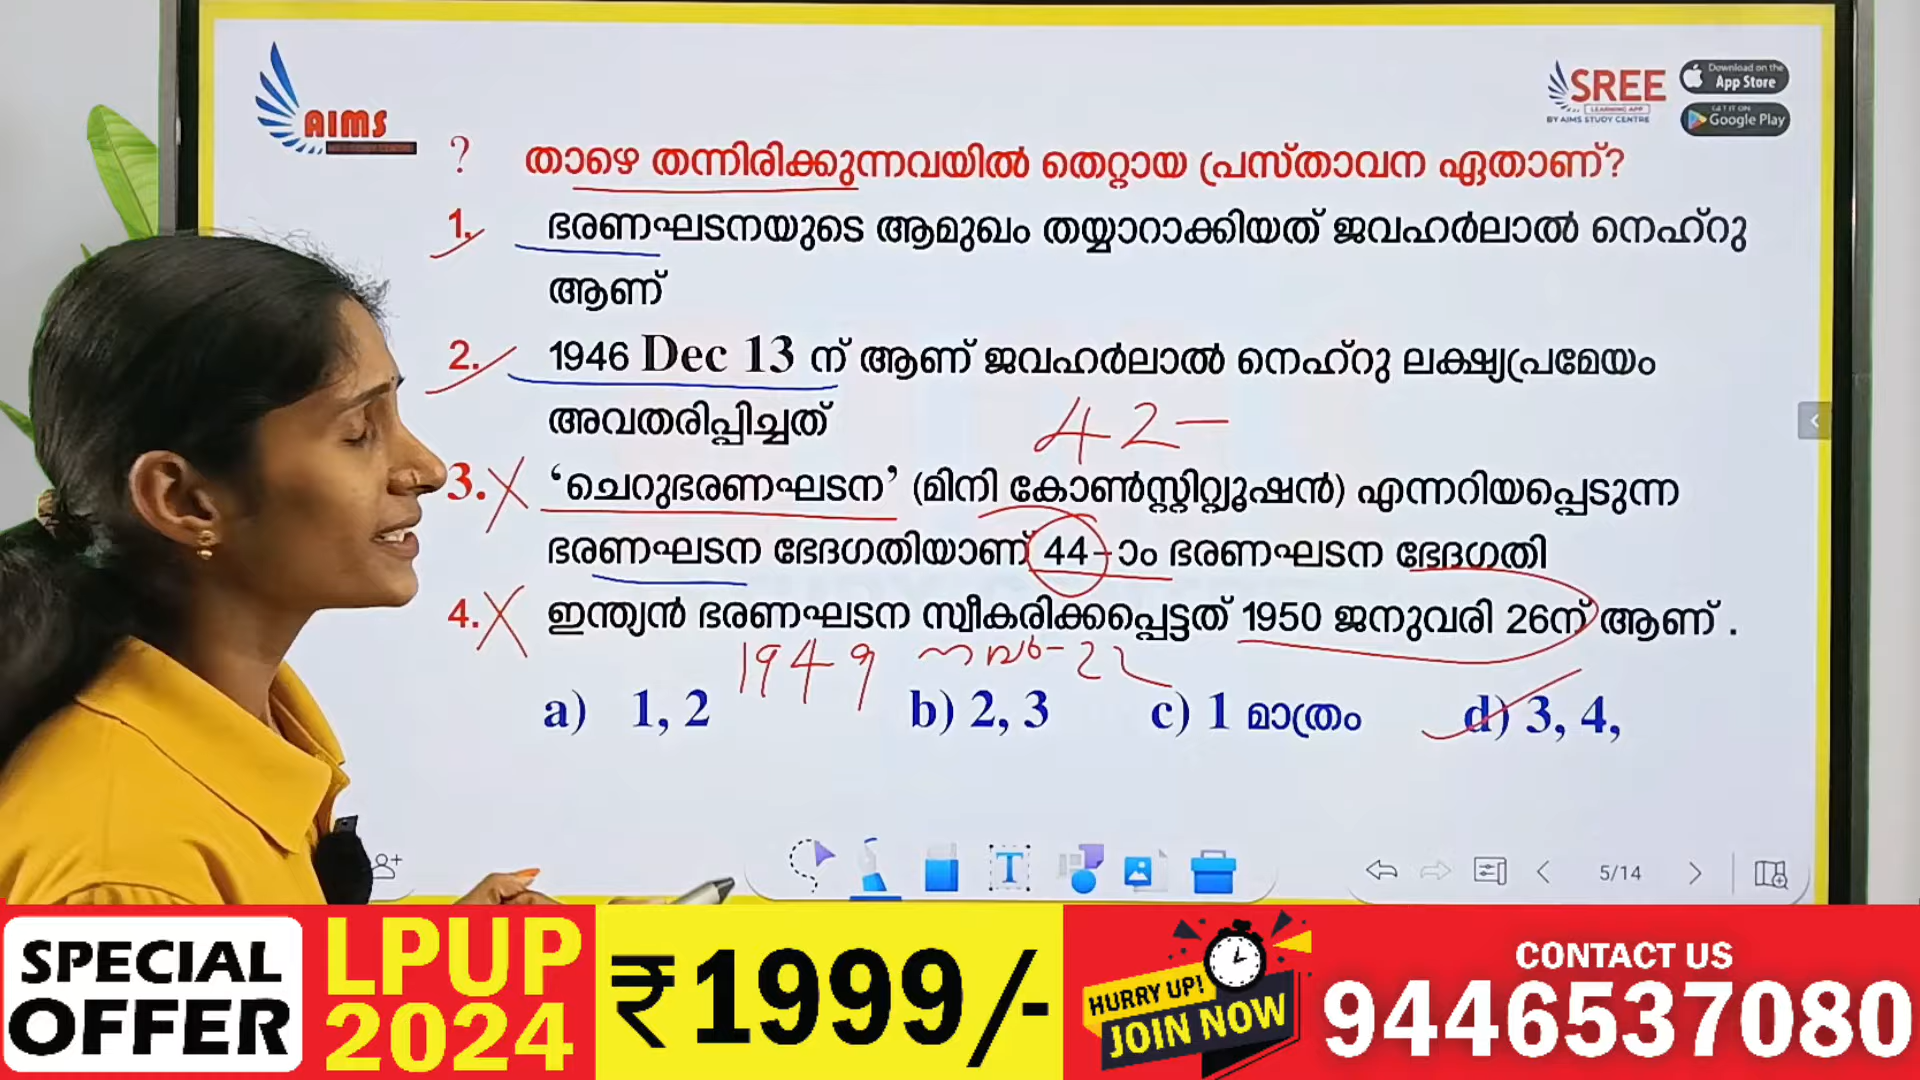 AIMS
SREE
LEARNING APP
BY AIMS STUDY CENTRE
Download on the
App Store
GET IT ON
Google Play
? താഴെ തന്നിരിക്കുന്നവയിൽ തെറ്റായ പ്രസ്താവന ഏതാണ്?
1. ഭരണഘടനയുടെ ആമുഖം തയ്യാറാക്കിയത് ജവഹർലാൽ നെഹ്റു
ആണ്
2. 1946 Dec 13 ന് ആണ് ജവഹർലാൽ നെഹ്റു ലക്ഷ്യപ്രമേയം
അവതരിപ്പിച്ചത്
42-
3. ‘ചെറുഭരണഘടന’ (മിനി കോൺസ്റ്റിറ്റ്യൂഷൻ) എന്നറിയപ്പെടുന്ന
ഭരണഘടന ഭേദഗതിയാണ് 44-ാം ഭരണഘടന ഭേദഗതി
4. ഇന്ത്യൻ ഭരണഘടന സ്വീകരിക്കപ്പെട്ടത് 1950 ജനുവരി 26ന് ആണ് .
1949 നവർ-22
a) 1, 2 b) 2, 3 c) 1 മാത്രം d) 3, 4,
T
5/14
SPECIAL
OFFER
LPUP
2024
₹1999/-
HURRY UP!
JOIN NOW
CONTACT US
9446537080